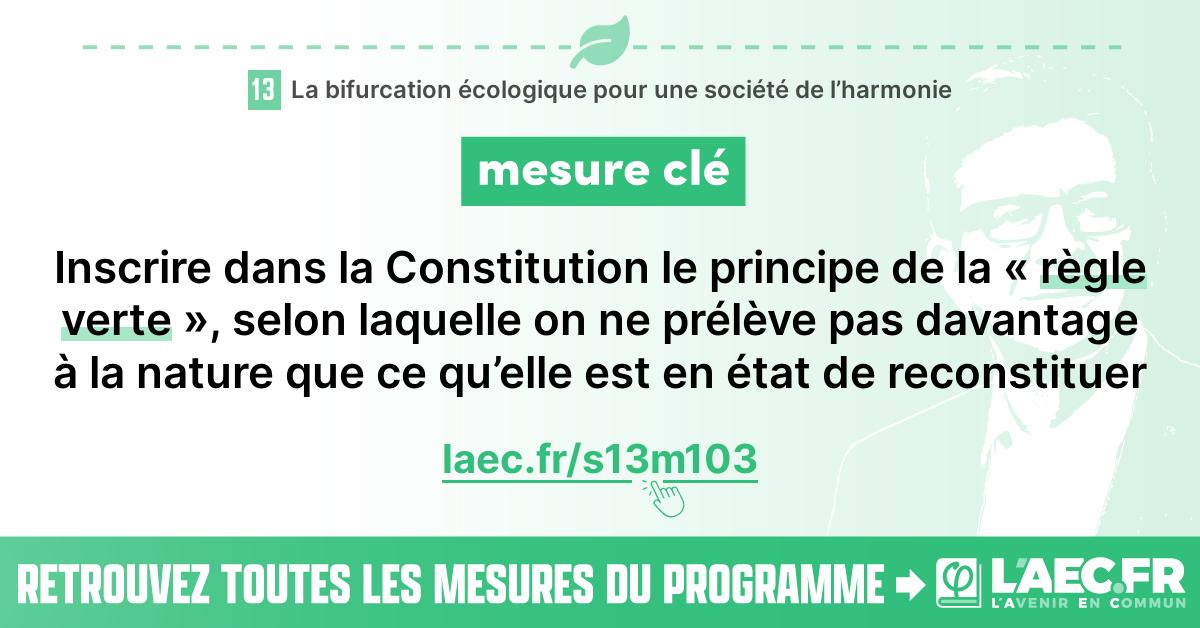 13 La bifurcation écologique pour une société de l’harmonie
mesure clé
Inscrire dans la Constitution le principe de la « règle
verte », selon laquelle on ne prélève pas davantage
à la nature que ce qu’elle est en état de reconstituer
laec.fr/s13m103
RETROUVEZ TOUTES LES MESURES DU PROGRAMME
φ L'AEC.FR
L'AVENIR EN COMMUN